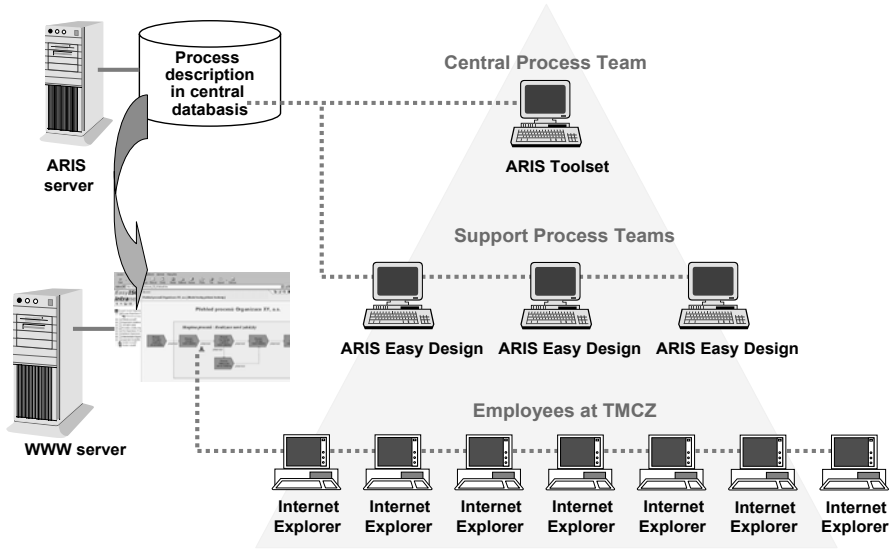 Process
description
in central
databasis
Central Process Team
ARIS
server
ARIS Toolset
Support Process Teams
ARIS Easy Design ARIS Easy Design ARIS Easy Design
Employees at TMCZ
WWW server
Internet Internet Internet Internet Internet Internet Internet
Explorer Explorer Explorer Explorer Explorer Explorer Explorer